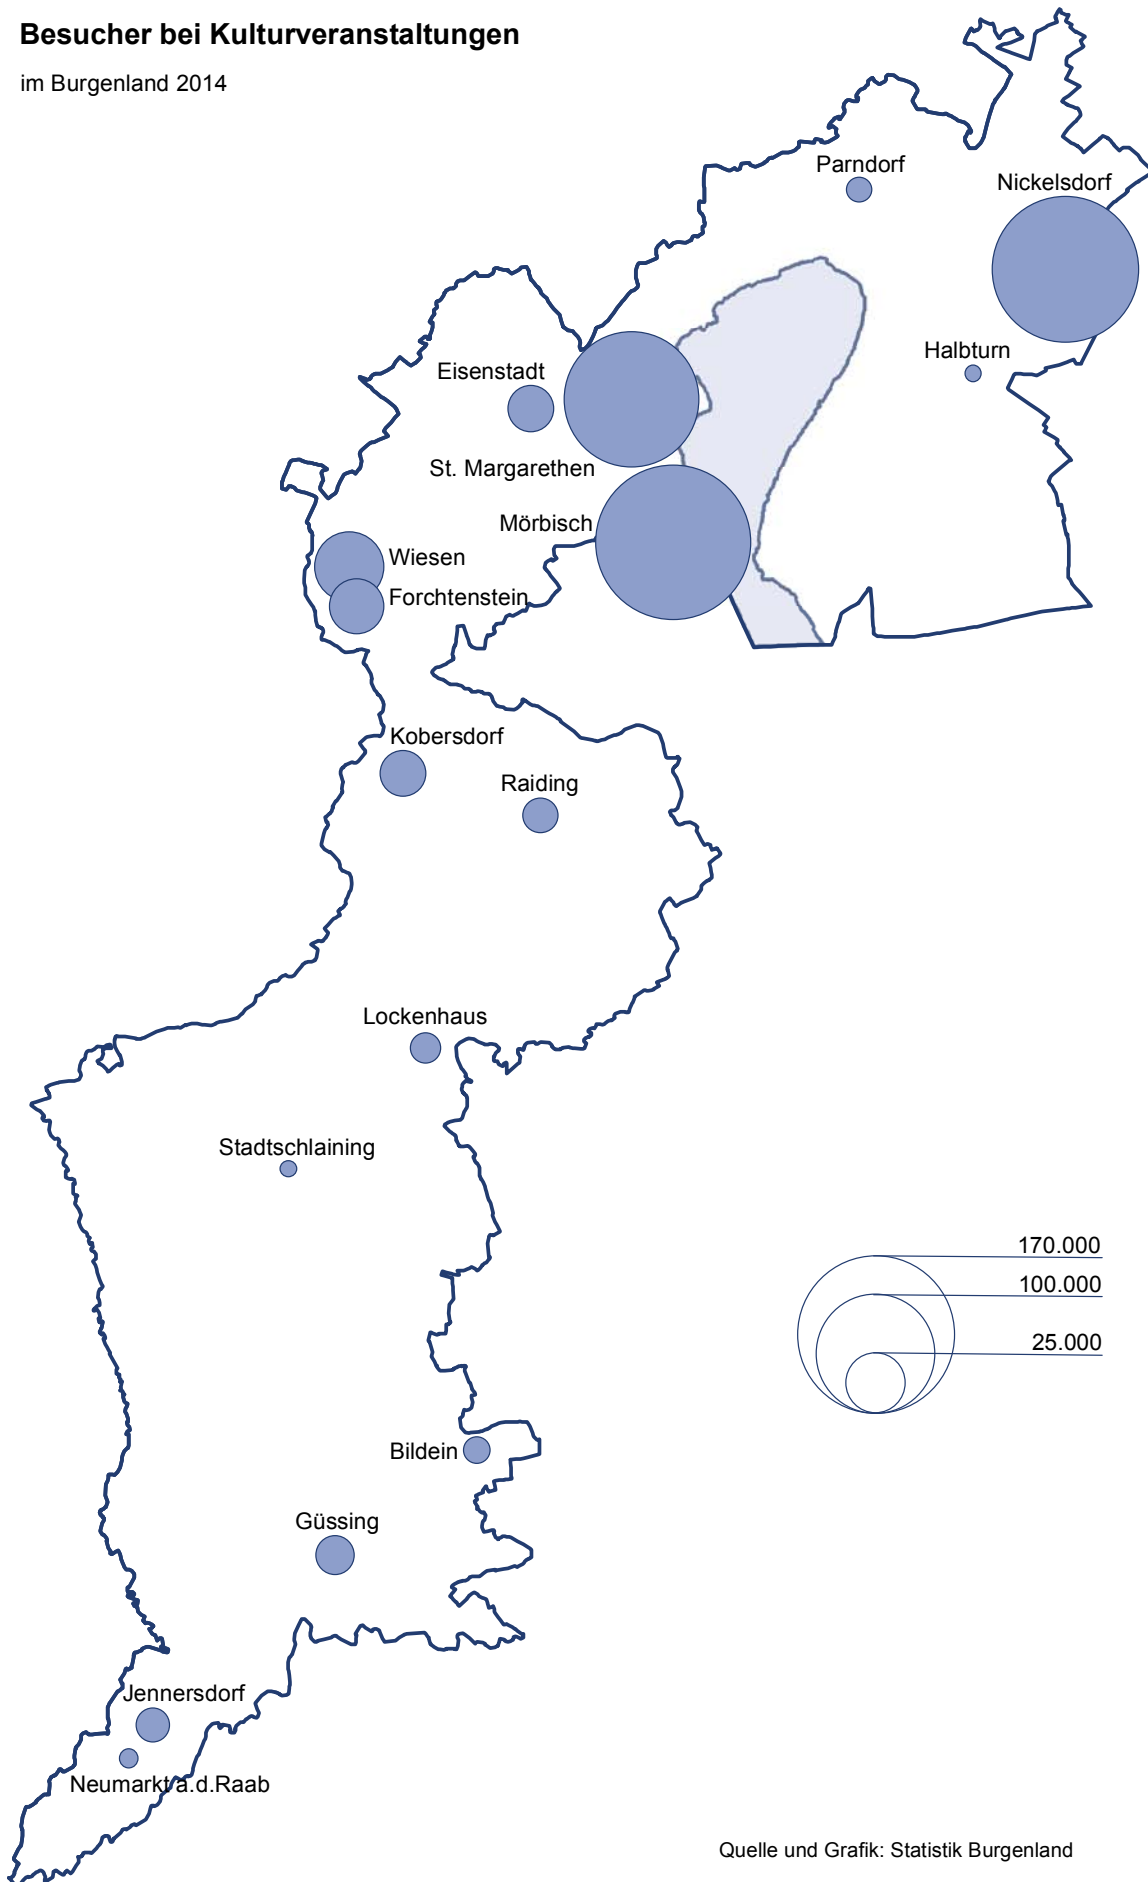 Besucher bei Kulturveranstaltungen
im Burgenland 2014
Parndorf
Nickelsdorf
Halbturn
Eisenstadt
St. Margarethen
Mörbisch
Wiesen
Forchtenstein
Kobersdorf
Raiding
Lockenhaus
Stadtschlaining
170.000
100.000
25.000
Bildein
Güssing
Jennersdorf
Neumarkt a.d.Raab
Quelle und Grafik: Statistik Burgenland